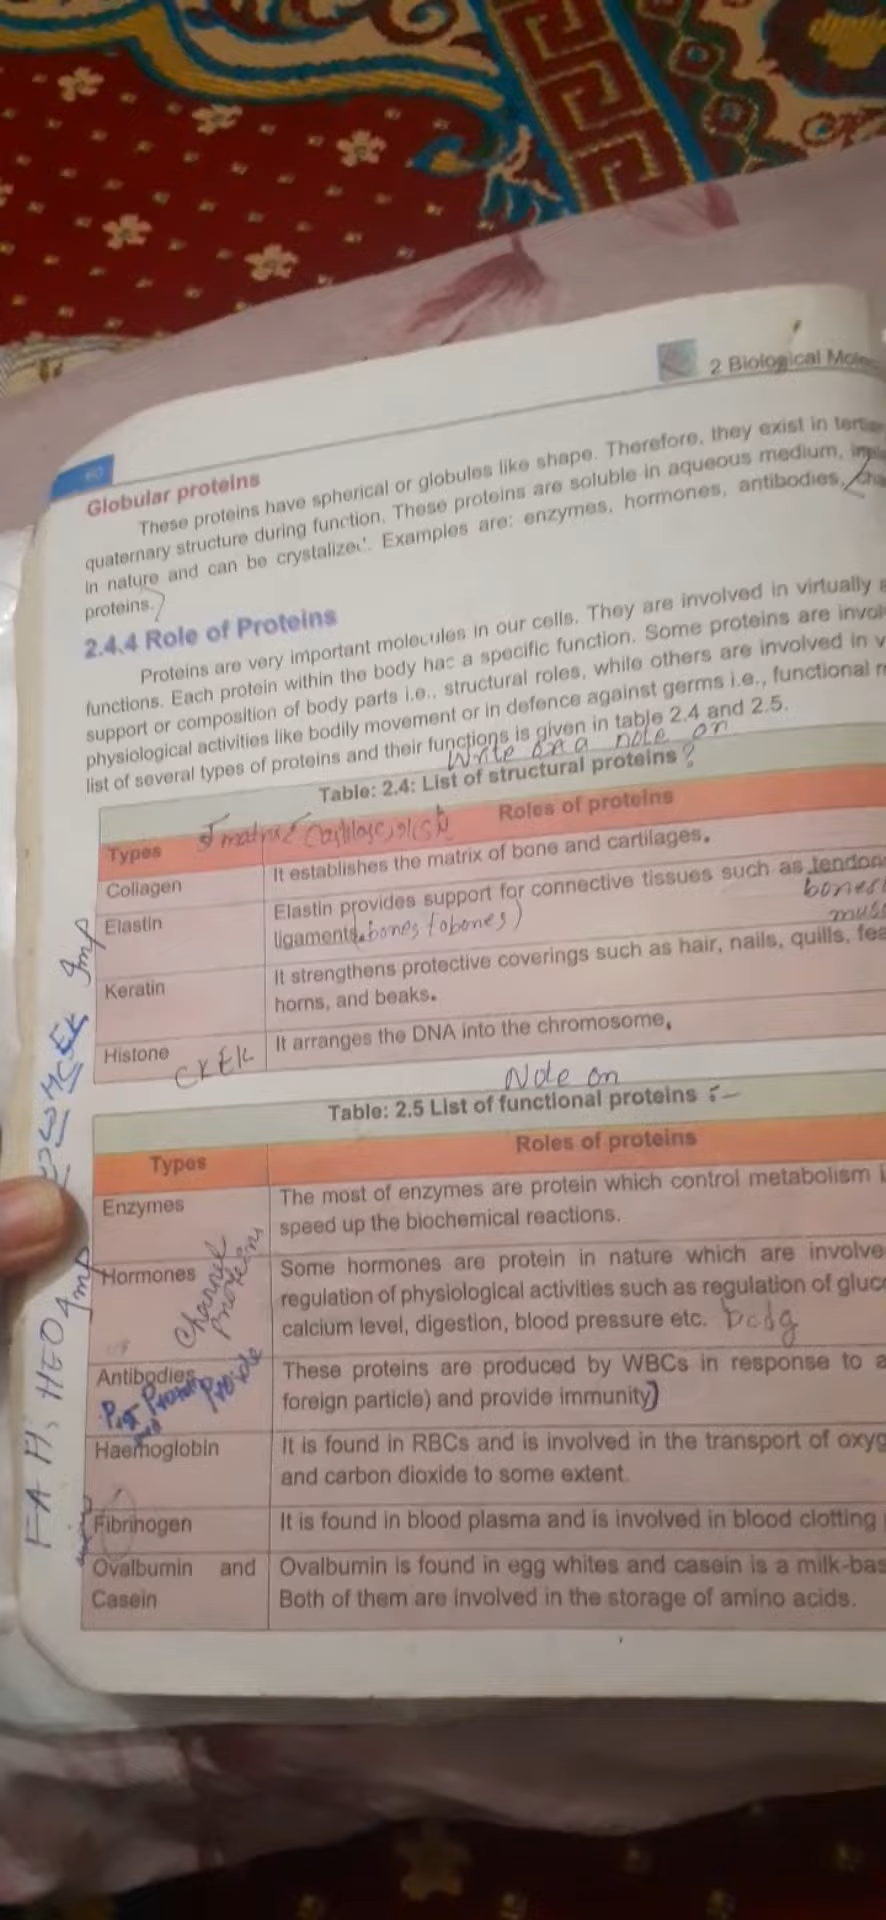 2 Biological
Globular proteins
These proteins have spherical or globules like shape. Therefore, they exist in
quaternary structure during function. These proteins are soluble in aqueous medium,
in nature and can be crystalized. Examples are: enzymes, hormones, antibodies,
proteins.
2.4.4 Role of Proteins
Proteins are very important molecules in our cells. They are involved in virtually
functions. Each protein within the body has a specific function. Some proteins are
support or composition of body parts i.e., structural roles, while others are involved in
physiological activities like bodily movement or in defence against germs i.e., functional
list of several types of proteins and their functions is given in table 2.4 and 2.5.
Write on a note on
Table: 2.4: List of structural proteins?
Types Roles of proteins
Collagen It establishes the matrix of bone and cartilages.
Elastin Elastin provides support for connective tissues such as
ligaments. bones
Keratin It strengthens protective coverings such as hair, nails, quills,
horns, and beaks.
Histone It arranges the DNA into the chromosome.
Note on
Table: 2.5 List of functional proteins :-
Types Roles of proteins
Enzymes The most of enzymes are protein which control metabolism
speed up the biochemical reactions.
Hormones Some hormones are protein in nature which are
regulation of physiological activities such as regulation of
calcium level, digestion, blood pressure etc.
Channel
proteins
Antibodies These proteins are produced by WBCs in response to
foreign particle) and provide immunity
Haemoglobin It is found in RBCs and is involved in the transport of
and carbon dioxide to some extent.
Fibrinogen It is found in blood plasma and is involved in blood clotting
Ovalbumin and Ovalbumin is found in egg whites and casein is a
Casein Both of them are involved in the storage of amino acids.